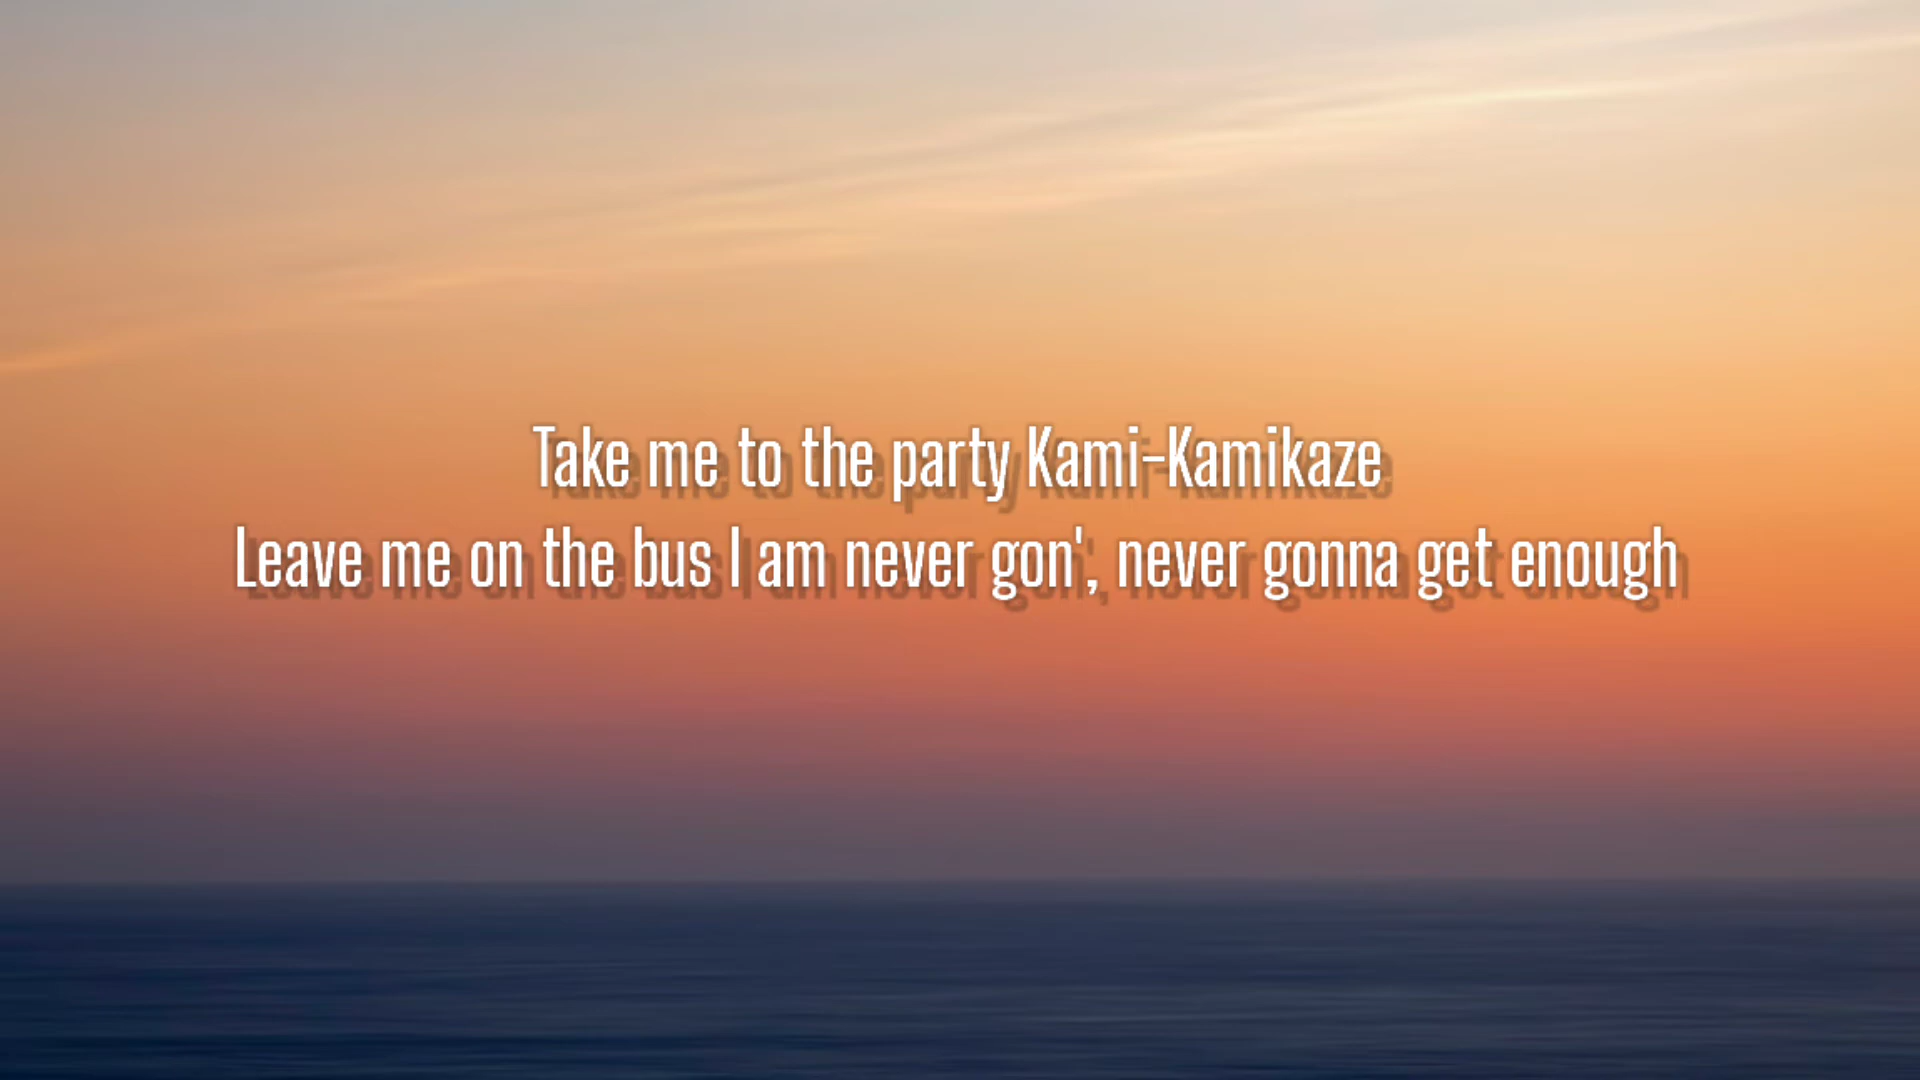 Take me to the party Kami-Kamikaze
Leave me on the bus I am never gon', never gonna get enough